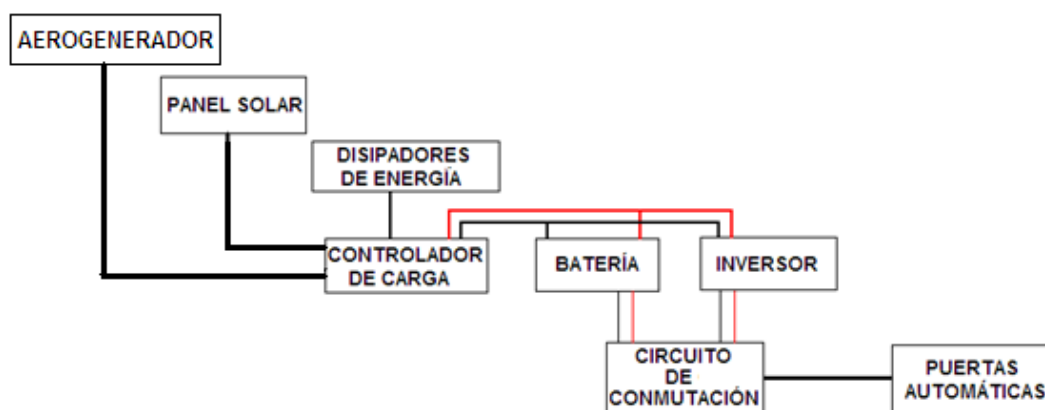 AEROGENERADOR
PANEL SOLAR
DISIPADORES
DE ENERGÍA
CONTROLADOR
DE CARGA
BATERÍA
INVERSOR
CIRCUITO
DE
CONMUTACIÓN
PUERTAS
AUTOMÁTICAS